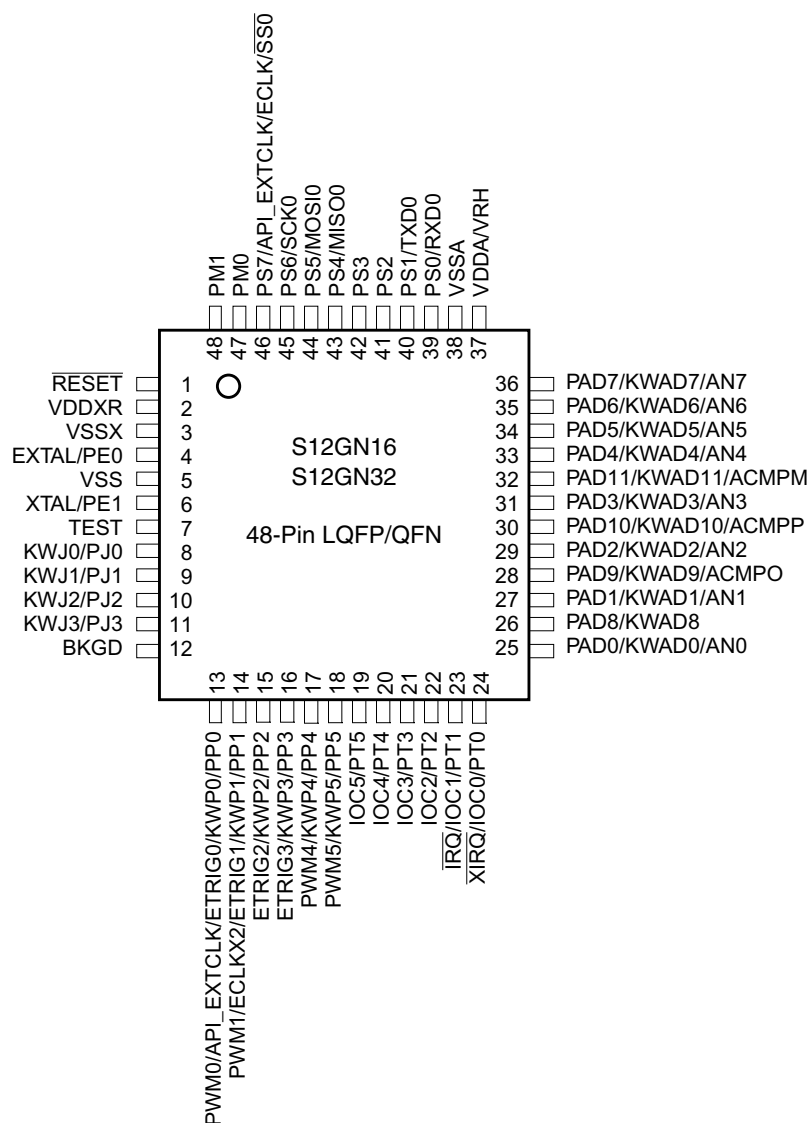 PM1
PM0
PS7/API_EXTCLK/ECLK/SS0
PS6/SCK0
PS5/MOSI0
PS4/MISO0
PS3
PS2
PS1/TXD0
PS0/RXD0
VSSA
VDDA/VRH
48
47
46
45
44
43
42
41
40
39
38
37
RESET 1
VDDXR 2
VSSX 3
EXTAL/PE0 4
VSS 5
XTAL/PE1 6
TEST 7
KWJ0/PJ0 8
KWJ1/PJ1 9
KWJ2/PJ2 10
KWJ3/PJ3 11
BKGD 12
S12GN16
S12GN32
48-Pin LQFP/QFN
36 PAD7/KWAD7/AN7
35 PAD6/KWAD6/AN6
34 PAD5/KWAD5/AN5
33 PAD4/KWAD4/AN4
32 PAD11/KWAD11/ACMPM
31 PAD3/KWAD3/AN3
30 PAD10/KWAD10/ACMPP
29 PAD2/KWAD2/AN2
28 PAD9/KWAD9/ACMPO
27 PAD1/KWAD1/AN1
26 PAD8/KWAD8
25 PAD0/KWAD0/AN0
13
14
15
16
17
18
19
20
21
22
23
24
PWM0/API_EXTCLK/ETRIG0/KWP0/PP0
PWM1/ECLKX2/ETRIG1/KWP1/PP1
ETRIG2/KWP2/PP2
ETRIG3/KWP3/PP3
PWM4/KWP4/PP4
PWM5/KWP5/PP5
IOC5/PT5
IOC4/PT4
IOC3/PT3
IOC2/PT2
IRQ/IOC1/PT1
XIRQ/IOC0/PT0